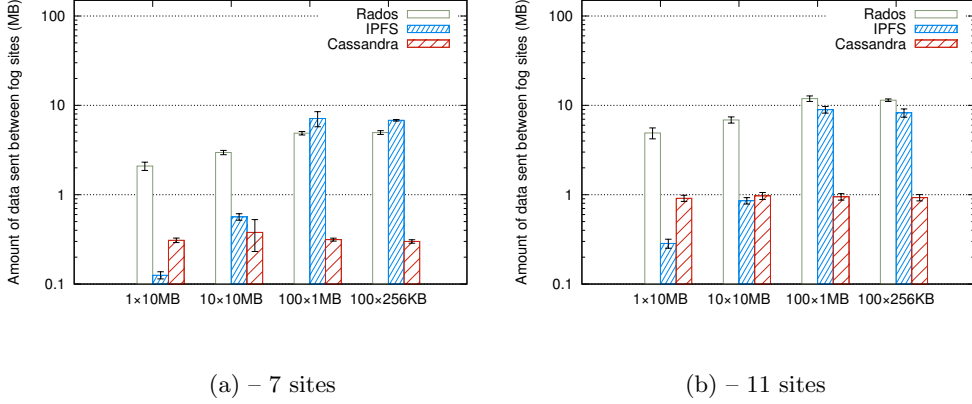 Amount of data sent between fog sites (MB)
100
10
1
0.1
Rados
IPFS
Cassandra
1×10MB 10×10MB 100×1MB 100×256KB
(a) – 7 sites
Amount of data sent between fog sites (MB)
100
10
1
0.1
Rados
IPFS
Cassandra
1×10MB 10×10MB 100×1MB 100×256KB
(b) – 11 sites